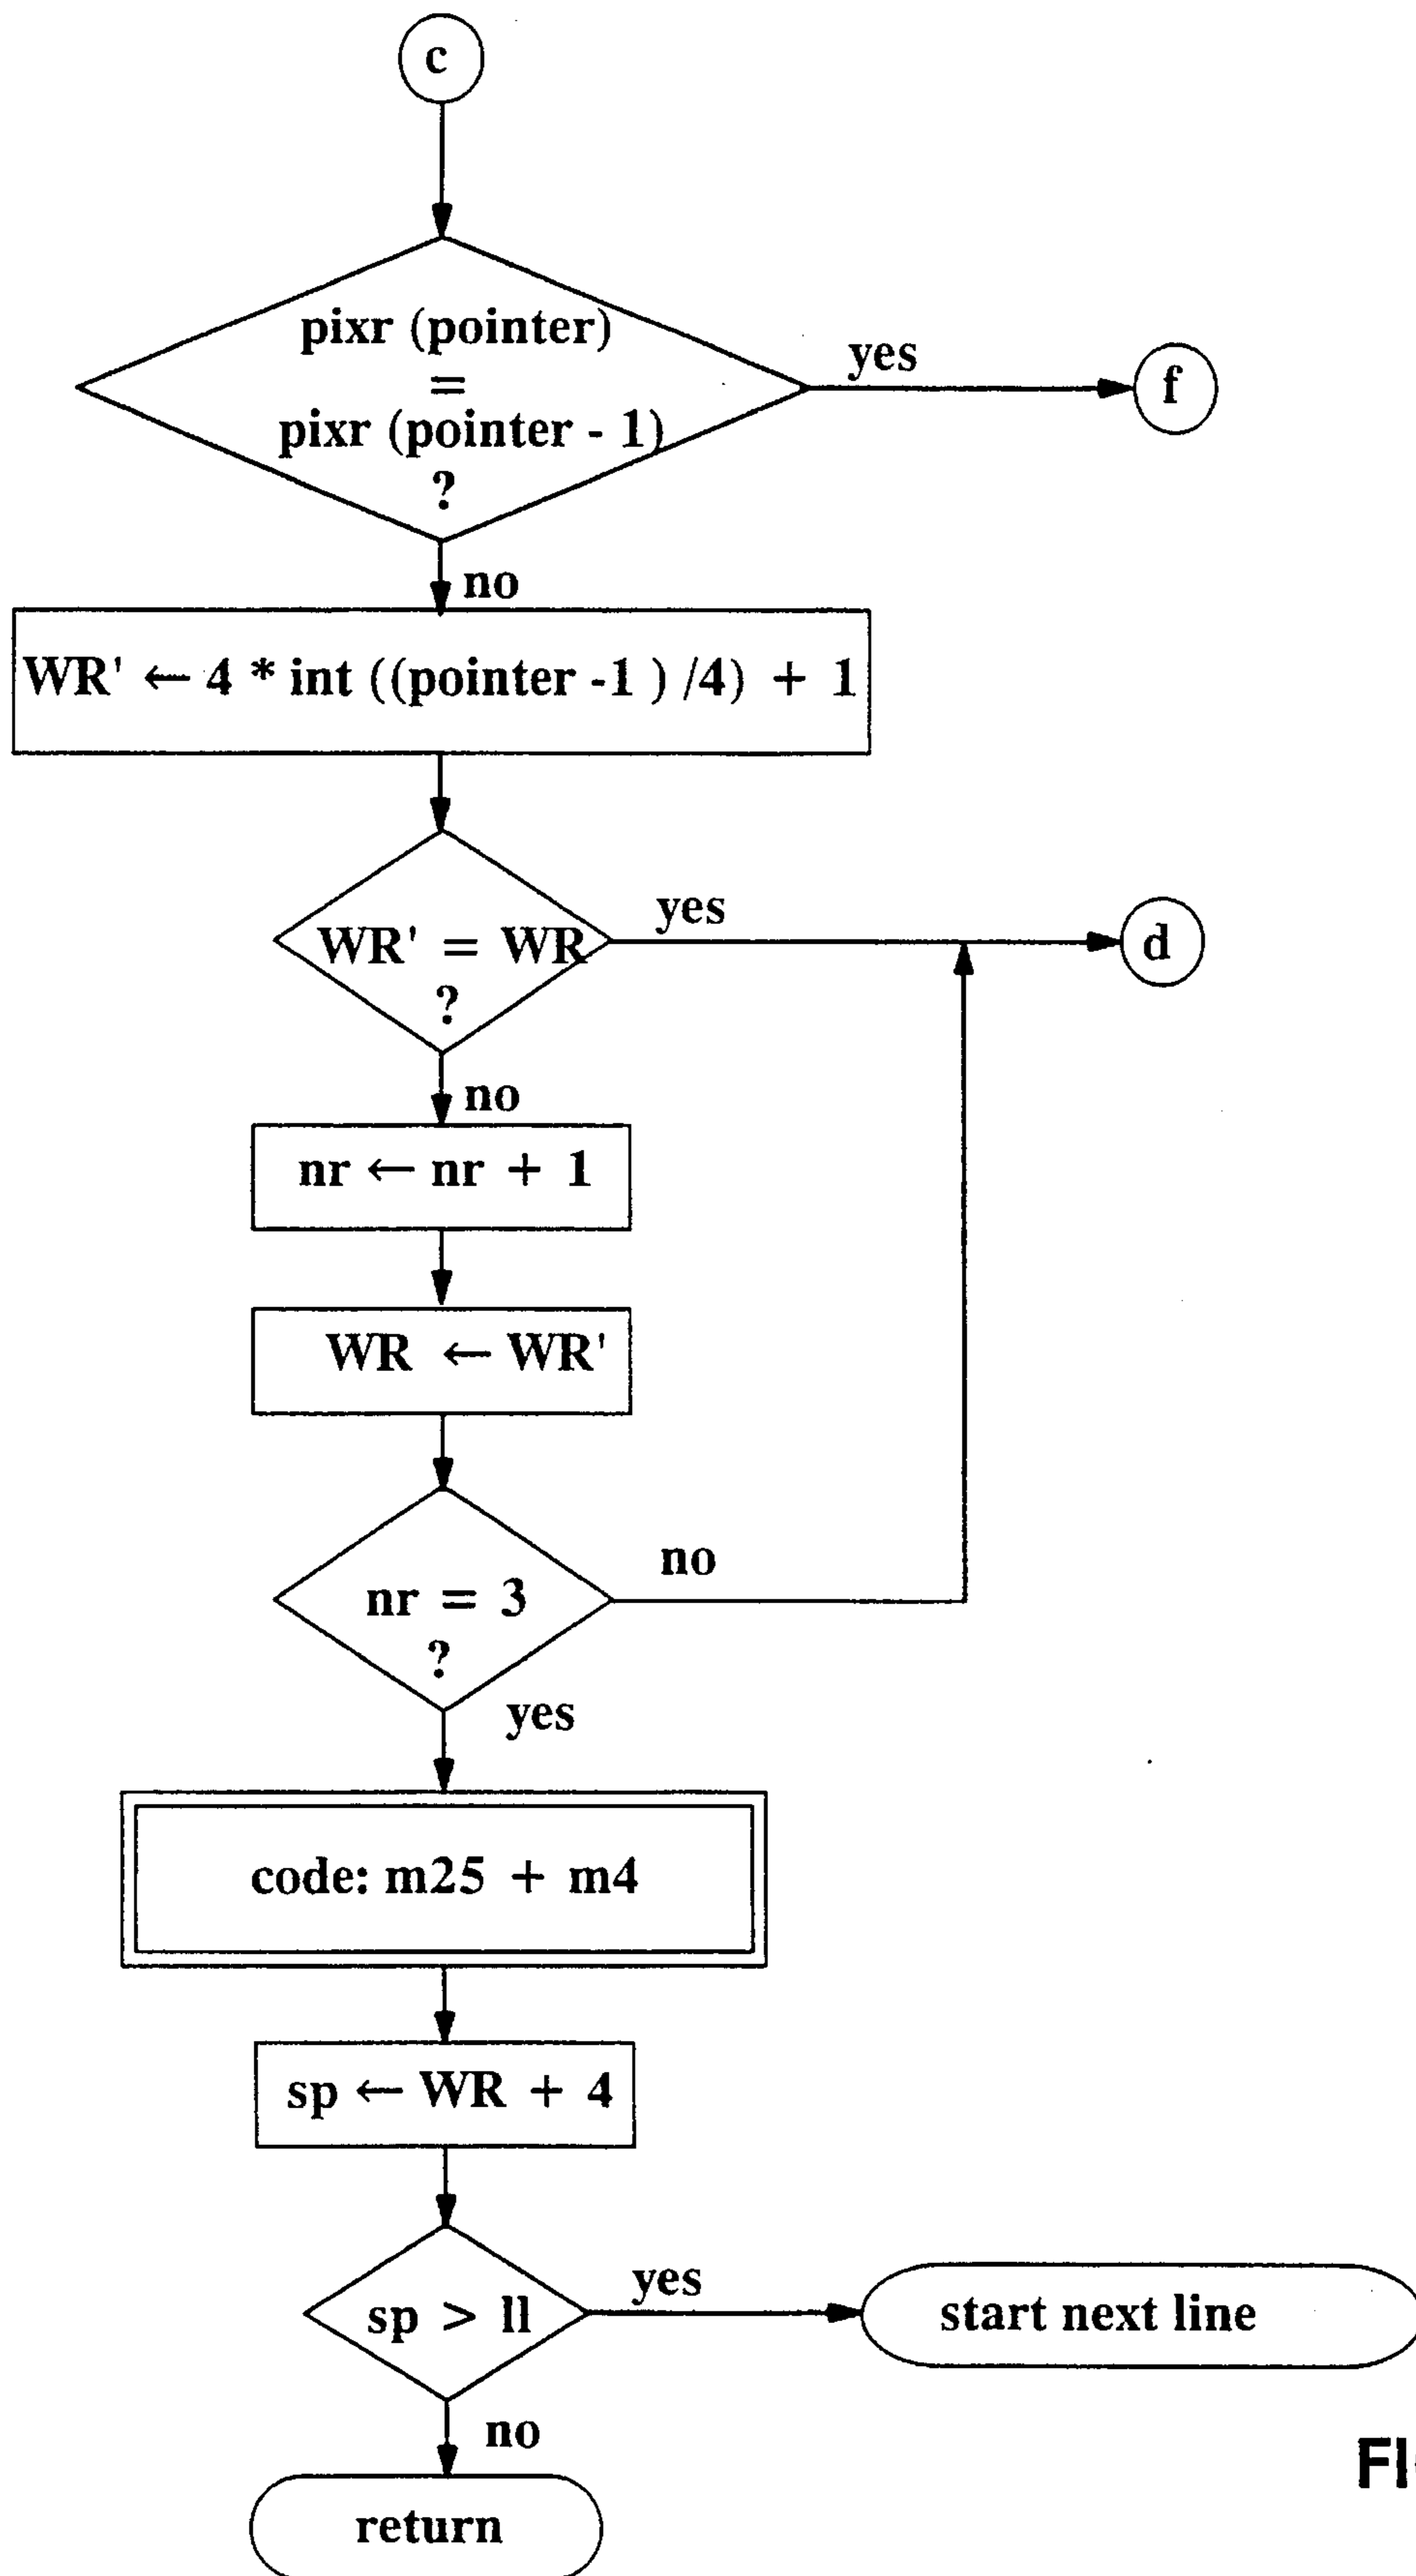 c
pixr (pointer)
=
pixr (pointer - 1)
?
yes
f
no
WR' ← 4 * int ((pointer -1 ) /4) + 1
WR' = WR
?
yes
d
no
nr ← nr + 1
WR ← WR'
nr = 3
?
no
yes
code: m25 + m4
sp ← WR + 4
sp > ll
yes
start next line
no
return